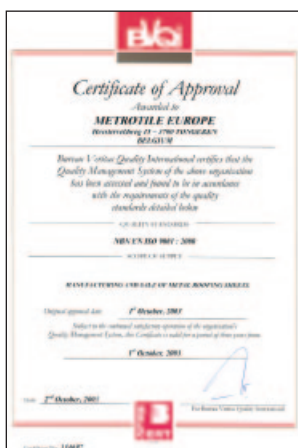 BVQi
Certificate of Approval
Awarded to
METROTILE EUROPE
3700 TONGEREN
BELGIUM
Bureau Veritas Quality International certifies that the
Quality Management System of the above organisation
has been assessed and found to be in accordance
with the requirements of the quality
standards detailed below
QUALITY STANDARDS
NBN EN ISO 9001 : 2000
SCOPE OF SUPPLY
MANUFACTURING AND SALE OF METAL ROOFING SHEETS
Original approval date: 1st October, 2003
Subject to the continued satisfactory operation of the organisation's
Quality Management System, this Certificate is valid for a period of three years from:
1st October, 2003
Date: 2nd October, 2003
For Bureau Veritas Quality International
CERT